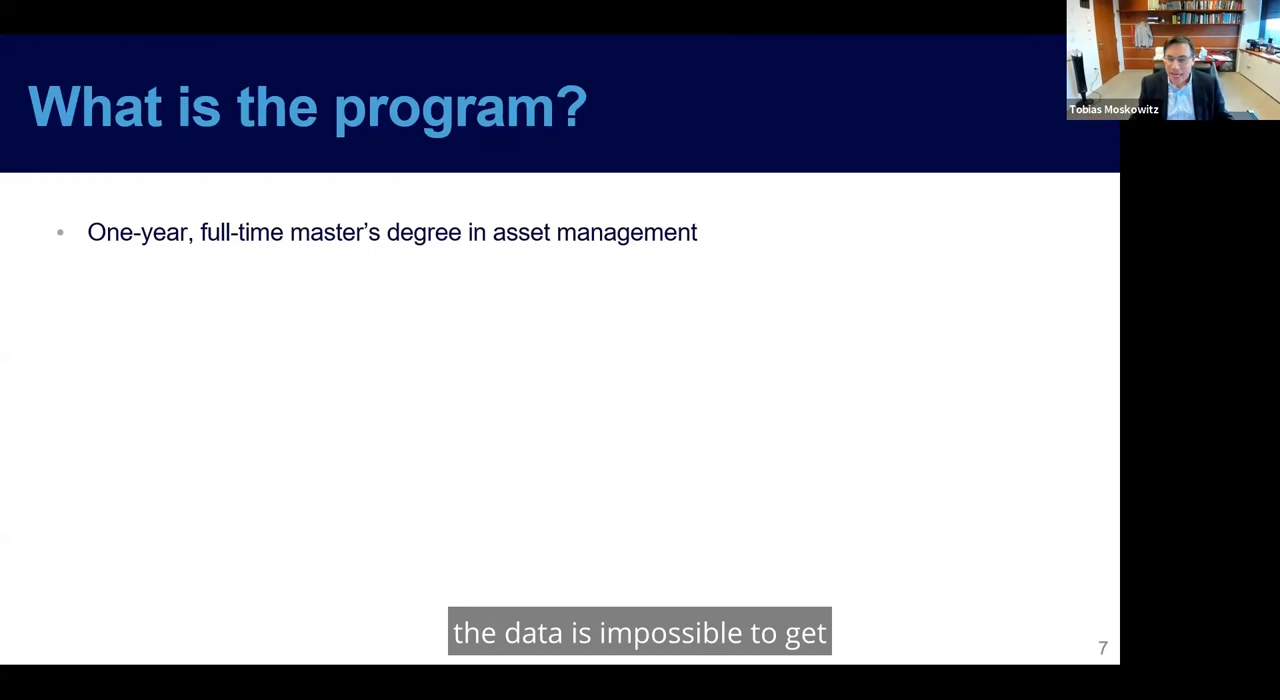 What is the program?
Tobias Moskowitz
• One-year, full-time master’s degree in asset management
the data is impossible to get
7